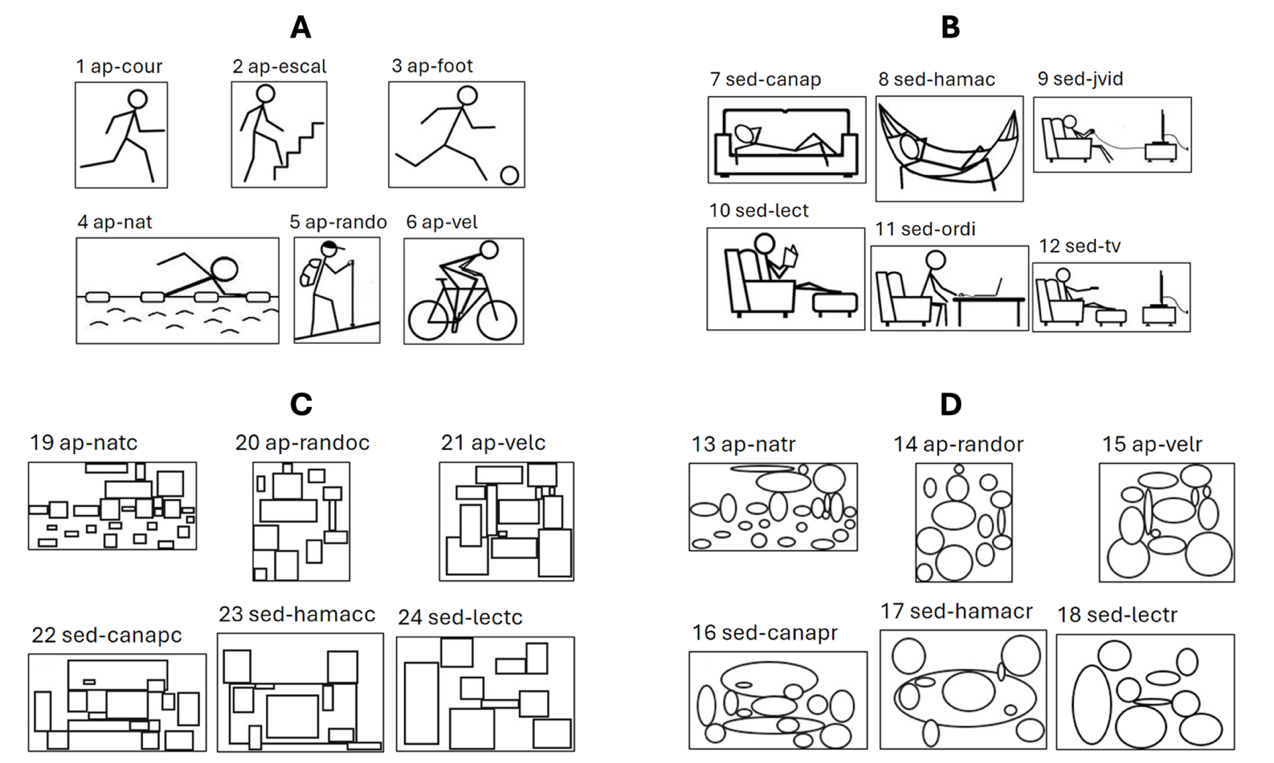 A
1 ap-cour
2 ap-escal
3 ap-foot
4 ap-nat
5 ap-rando
6 ap-vel
B
7 sed-canap
8 sed-hamac
9 sed-jvid
10 sed-lect
11 sed-ordi
12 sed-tv
C
19 ap-natc
20 ap-randoc
21 ap-velc
22 sed-canapc
23 sed-hamacc
24 sed-lectc
D
13 ap-natr
14 ap-randor
15 ap-velr
16 sed-canapr
17 sed-hamacr
18 sed-lectr